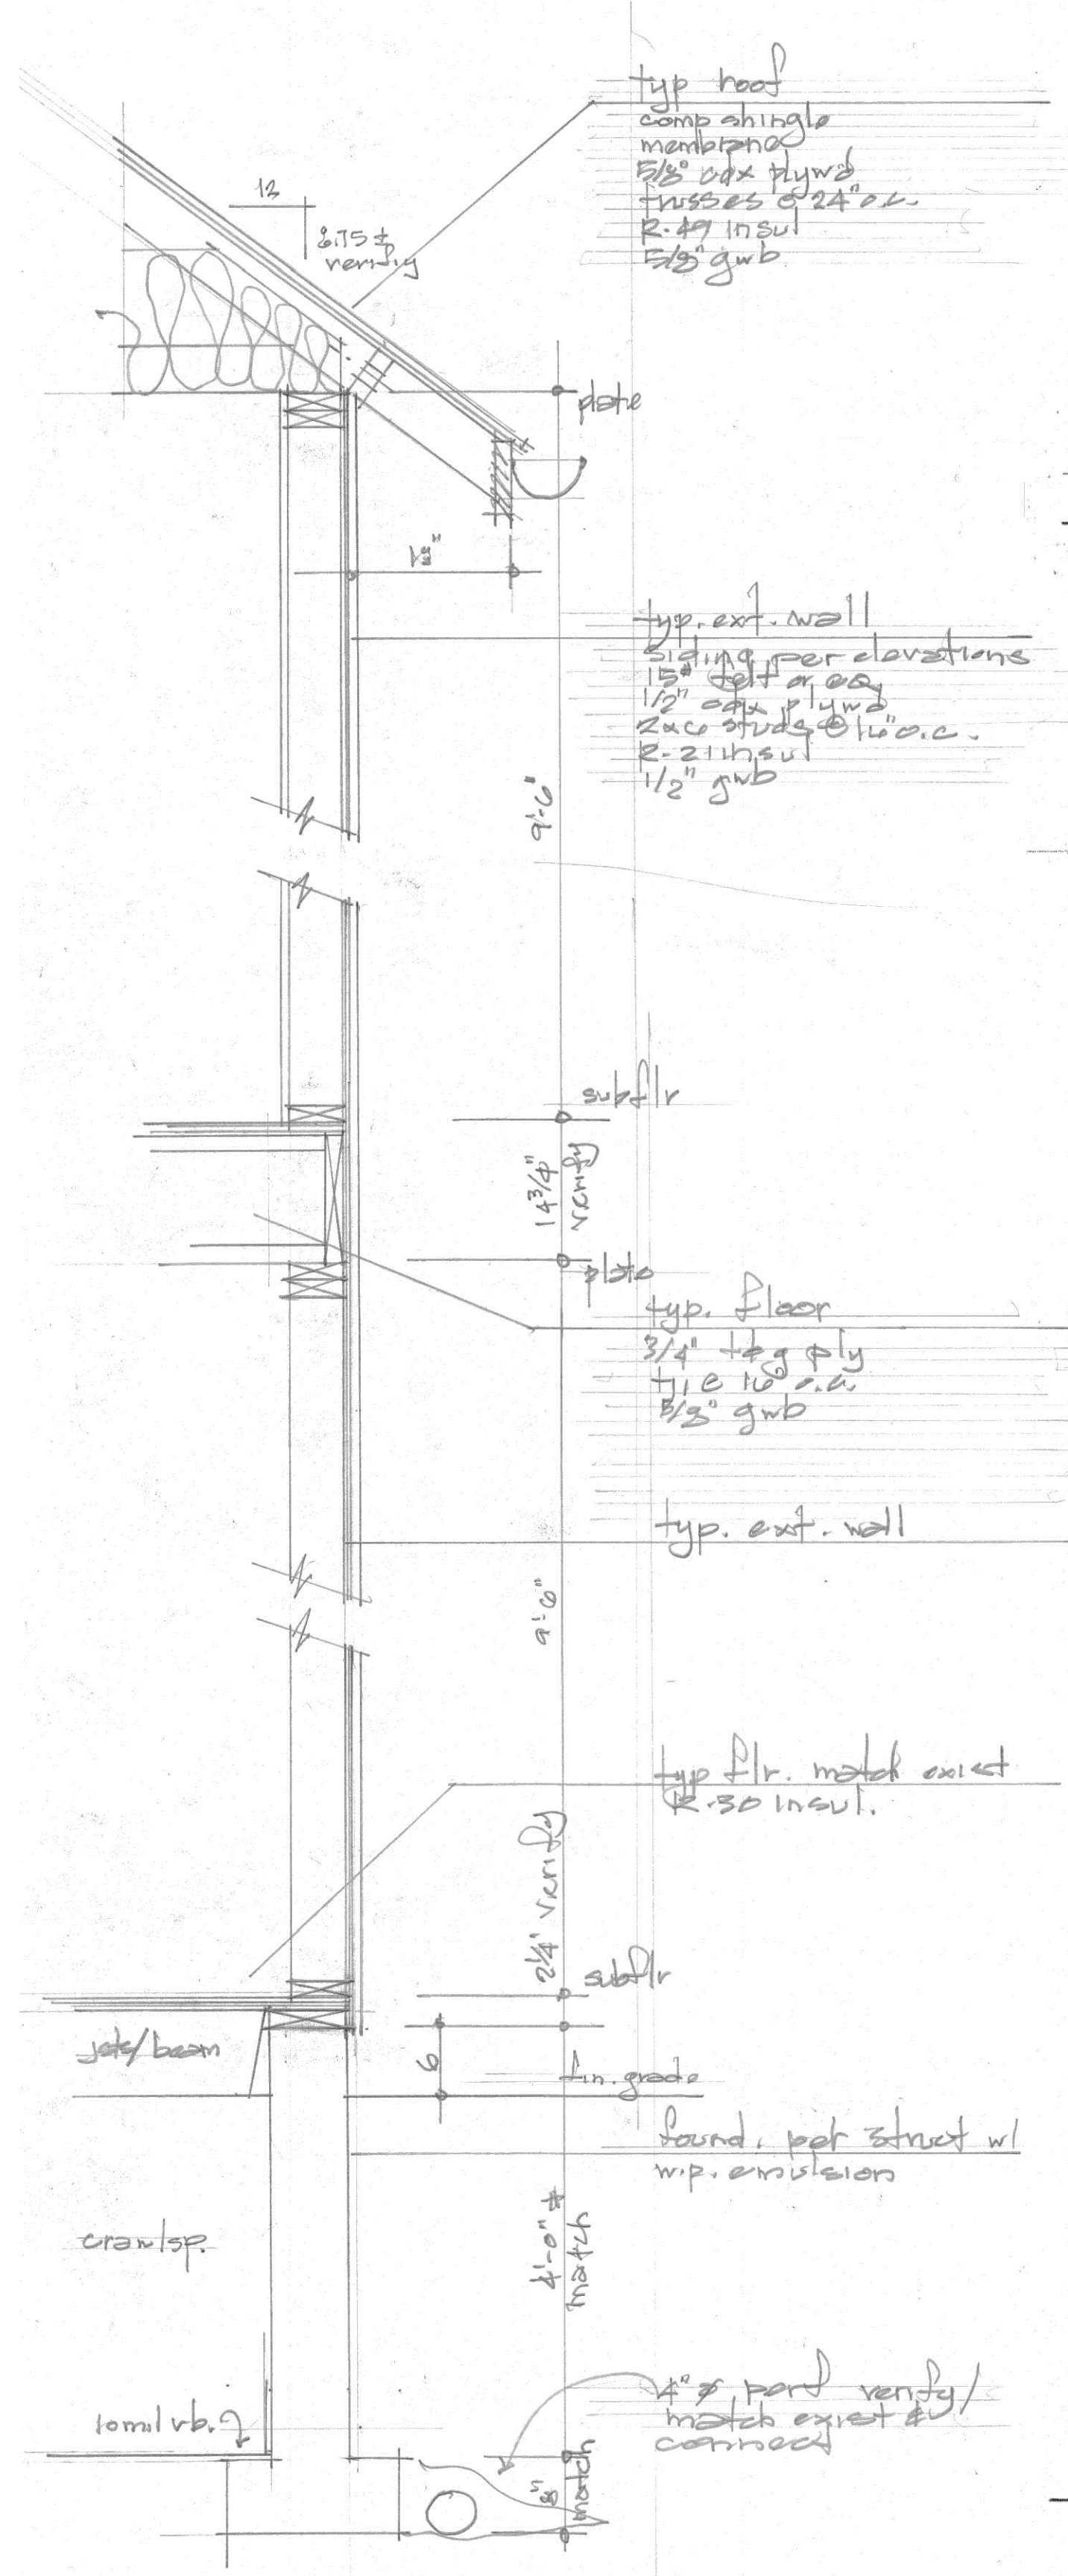 typ roof
comp shingle
membrane
5/8" cdx plywd
trusses @ 24" o.c.
R-49 insul
5/8" gwb
12
8.75 ±
verify
plate
18"
typ. ext. wall
siding per elevations
15# felt or eq
1/2" cdx plywd
2x6 studs @ 16" o.c.
R-21 insul
1/2" gwb
9'-6"
subflr
14 3/4"
verify
plate
typ. floor
3/4" t&g ply
tji @ 16 o.c.
5/8" gwb
typ. ext. wall
9'-6"
typ flr. match exist
R-30 insul.
2 1/4" verify
subflr
jsts/beam
6
fin. grade
found. per struct w/
w.p. emulsion
crawlsp.
4'-0" ±
match
10mil vb.
4" ø perf verify/
match exist &
connect
8"
match